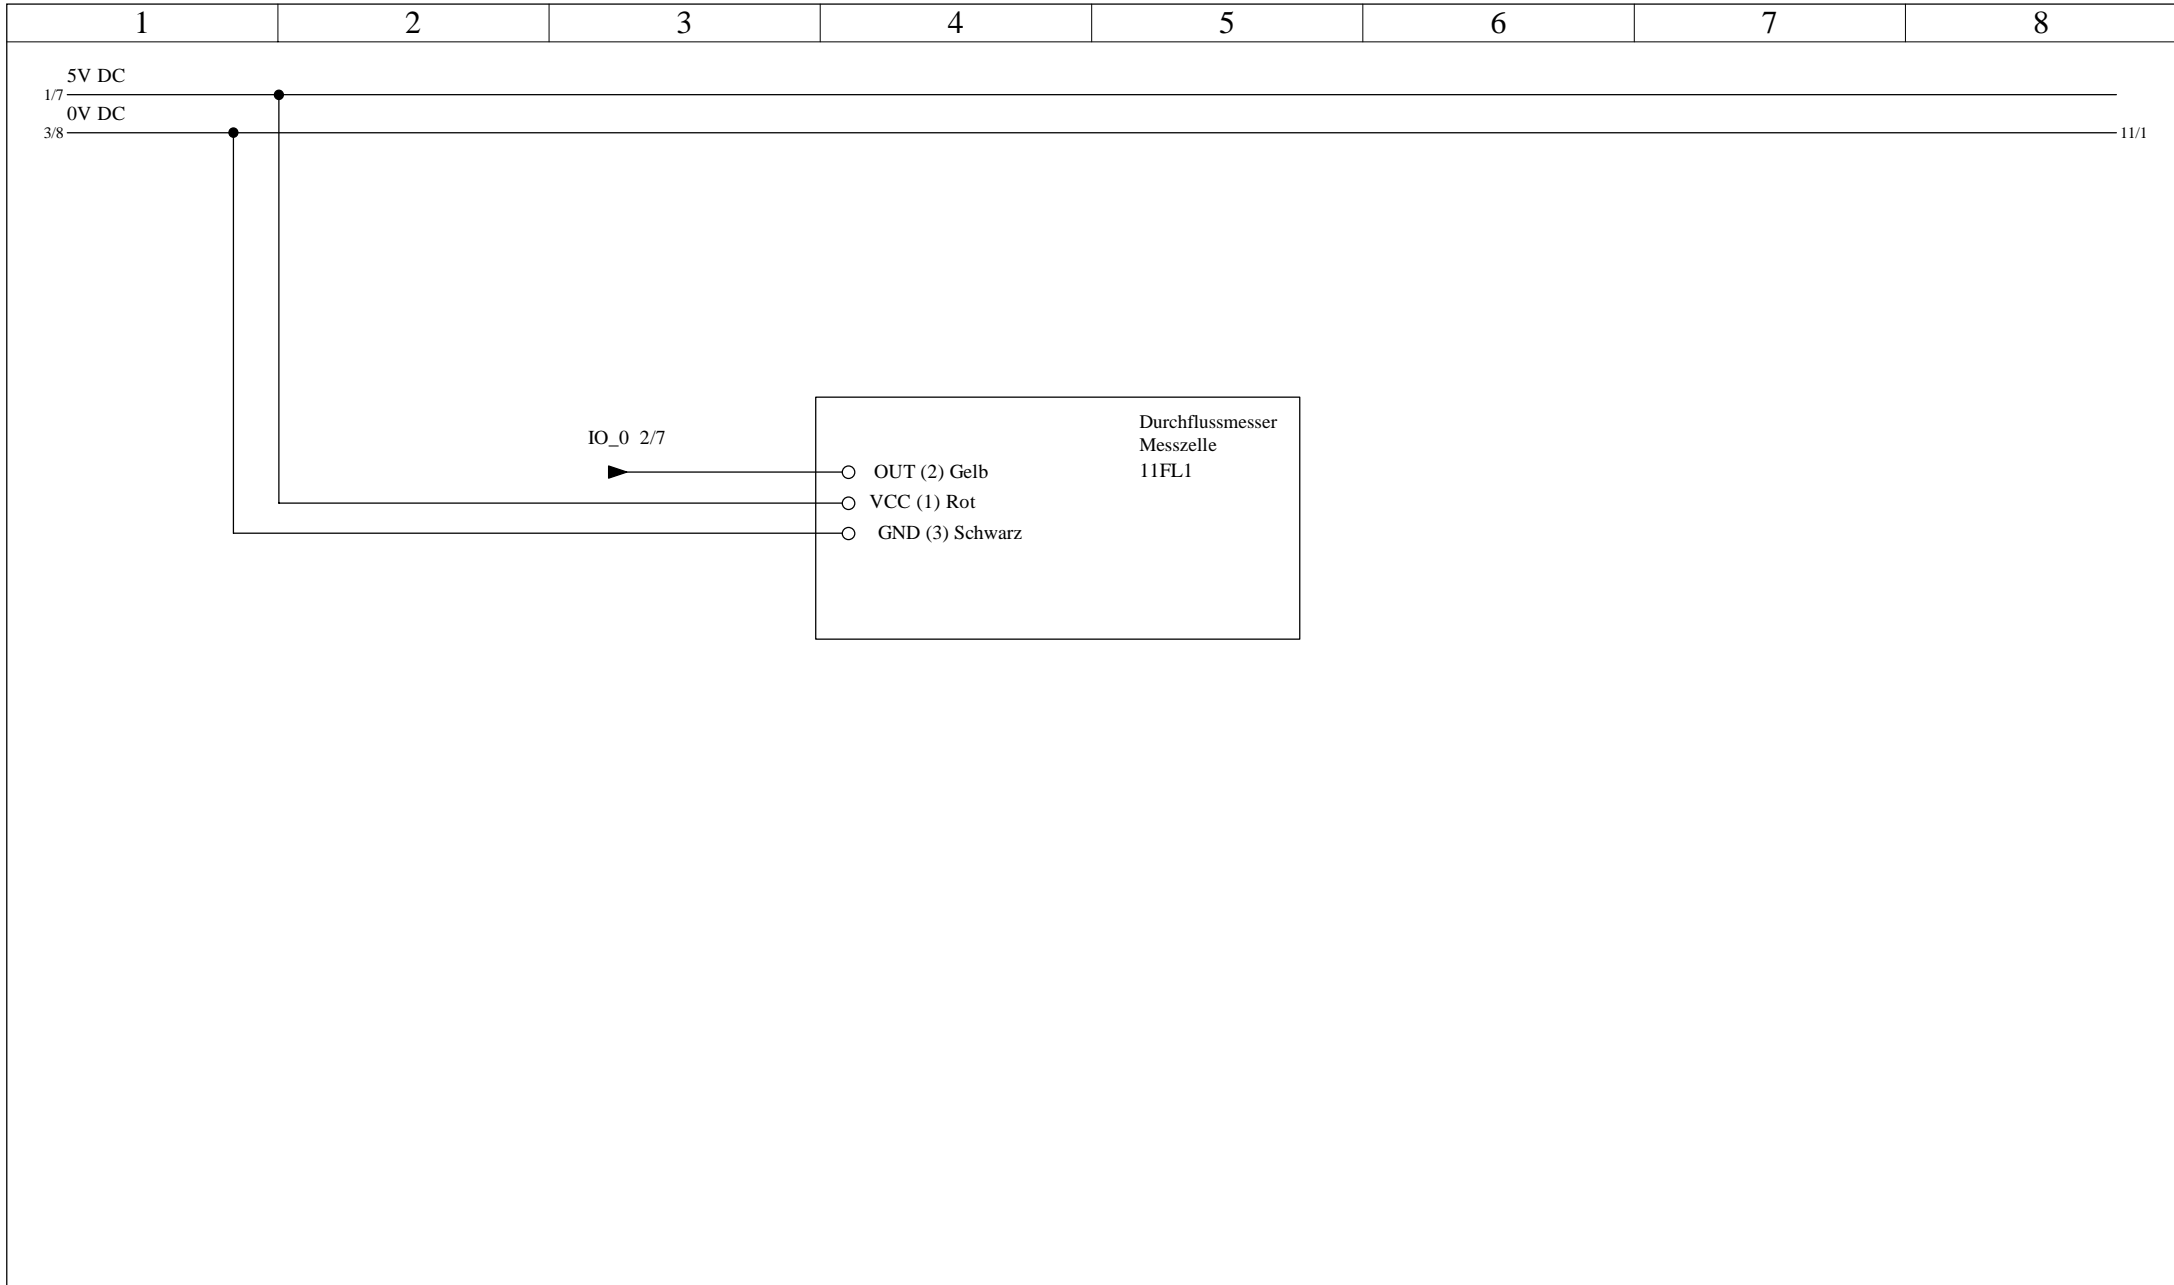 1 2 3 4 5 6 7 8
5V DC
1/7
0V DC
3/8 11/1
IO_0 2/7
Durchflussmesser
Messzelle
11FL1
OUT (2) Gelb
VCC (1) Rot
GND (3) Schwarz